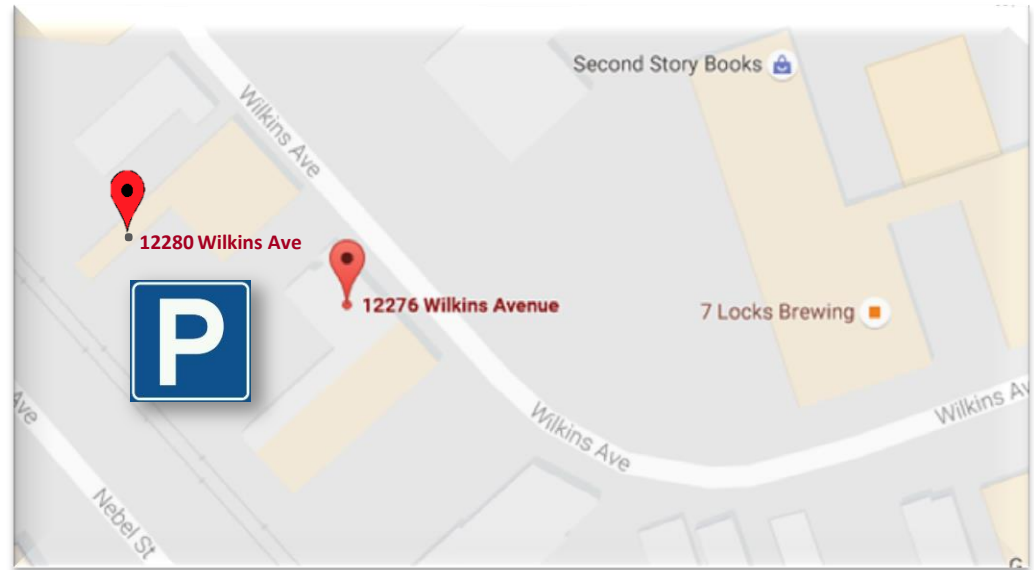 Second Story Books
Wilkins Ave
12280 Wilkins Ave
P
12276 Wilkins Avenue
7 Locks Brewing
Wilkins Av
Wilkins Ave
Ave
Nebel St
G